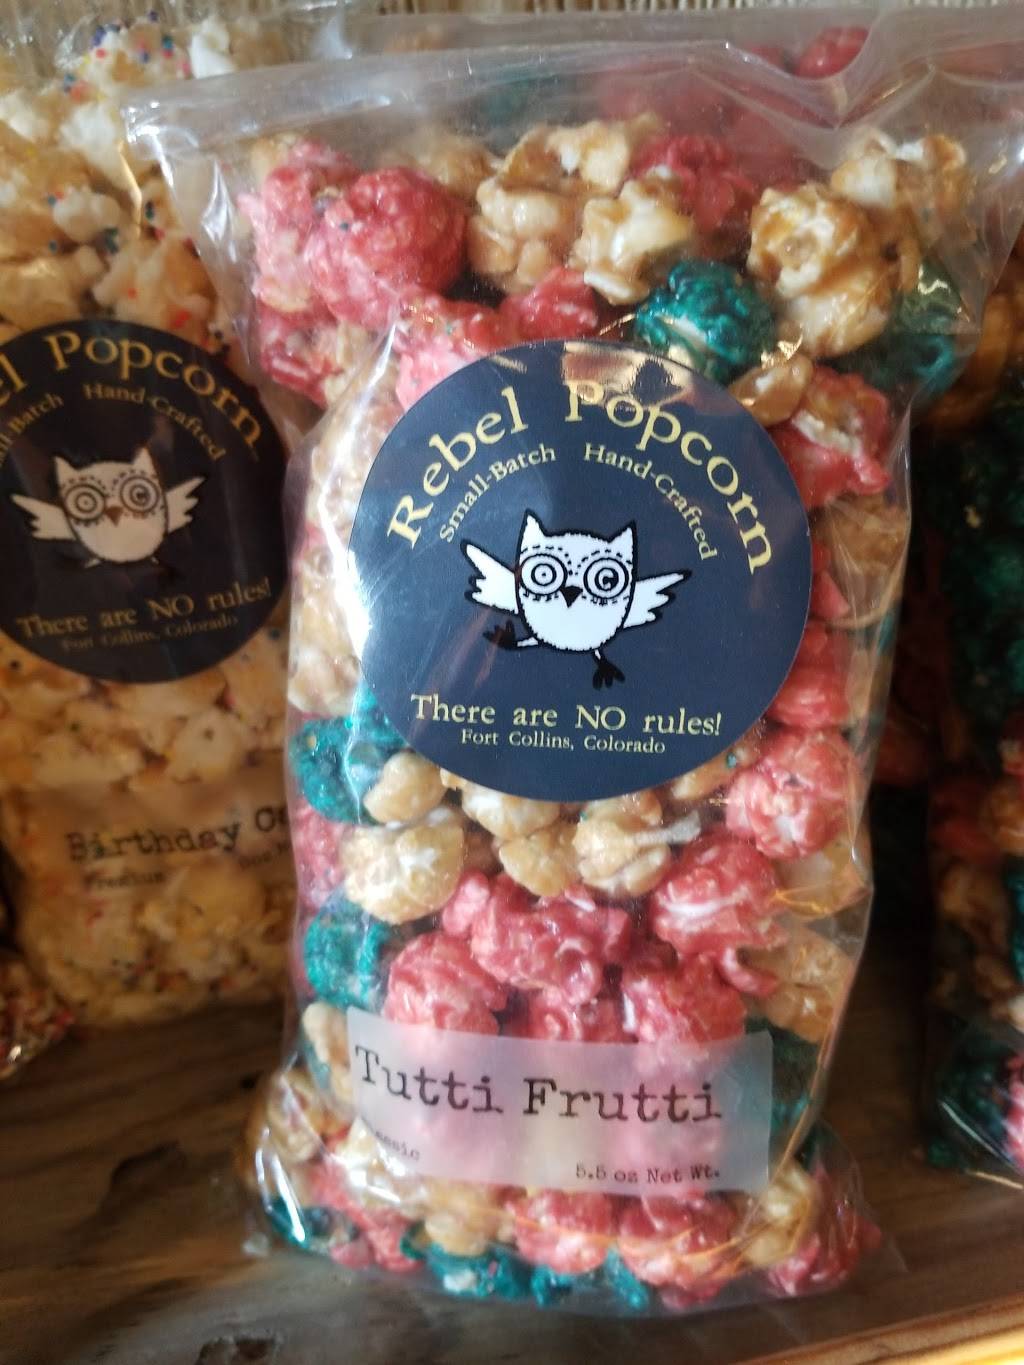 Rebel Popcorn
Small-Batch Hand-Crafted
There are NO rules!
Fort Collins, Colorado
Tutti Frutti
5.5 oz Net Wt.
Popcorn
Hand-Crafted
There are NO rules!
Fort Collins, Colorado
Birthday
Premium